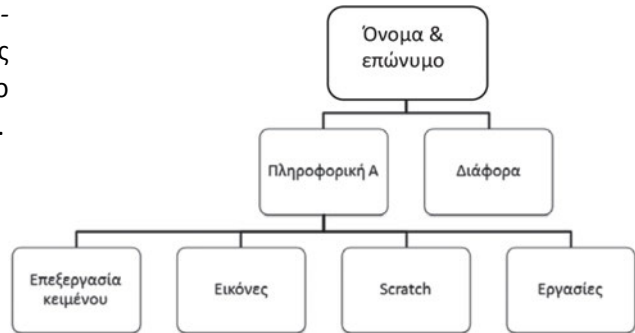 -
ς
ο
.
Όνομα &
επώνυμο
Πληροφορική Α
Διάφορα
Επεξεργασία
κειμένου
Εικόνες
Scratch
Εργασίες